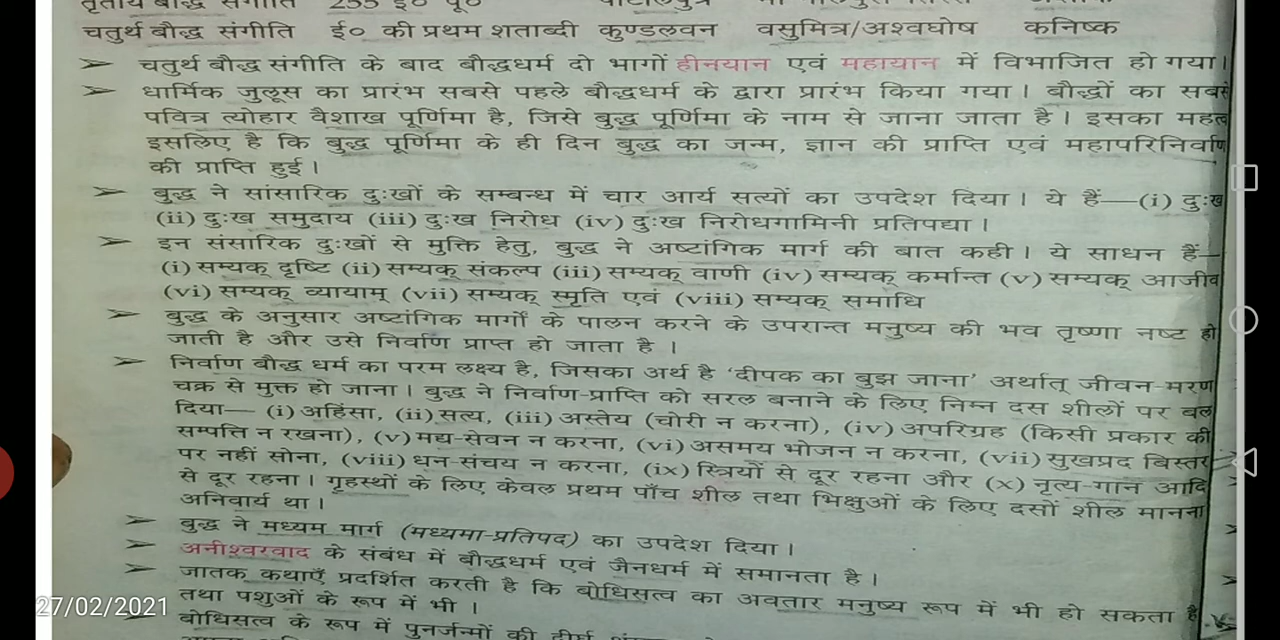 तृतीय बौद्ध संगीति 255 ई० पू० पाटलिपुत्र
चतुर्थ बौद्ध संगीति ई० की प्रथम शताब्दी कुण्डलवन वसुमित्र/अश्वघोष कनिष्क
➢ चतुर्थ बौद्ध संगीति के बाद बौद्धधर्म दो भागों हीनयान एवं महायान में विभाजित हो गया।
➢ धार्मिक जुलूस का प्रारंभ सबसे पहले बौद्धधर्म के द्वारा प्रारंभ किया गया। बौद्धों का सबसे
पवित्र त्योहार वैशाख पूर्णिमा है, जिसे बुद्ध पूर्णिमा के नाम से जाना जाता है। इसका महत्व
इसलिए है कि बुद्ध पूर्णिमा के ही दिन बुद्ध का जन्म, ज्ञान की प्राप्ति एवं महापरिनिर्वाण
की प्राप्ति हुई।
➢ बुद्ध ने सांसारिक दुःखों के सम्बन्ध में चार आर्य सत्यों का उपदेश दिया। ये हैं—(i) दुःख
(ii) दुःख समुदाय (iii) दुःख निरोध (iv) दुःख निरोधगामिनी प्रतिपद्या।
➢ इन संसारिक दुःखों से मुक्ति हेतु, बुद्ध ने अष्टांगिक मार्ग की बात कही। ये साधन हैं—
(i) सम्यक् दृष्टि (ii) सम्यक् संकल्प (iii) सम्यक् वाणी (iv) सम्यक् कर्मान्त (v) सम्यक् आजीव
(vi) सम्यक् व्यायाम् (vii) सम्यक् स्मृति एवं (viii) सम्यक् समाधि
➢ बुद्ध के अनुसार अष्टांगिक मार्गों के पालन करने के उपरान्त मनुष्य की भव तृष्णा नष्ट हो
जाती है और उसे निर्वाण प्राप्त हो जाता है।
➢ निर्वाण बौद्ध धर्म का परम लक्ष्य है, जिसका अर्थ है 'दीपक का बुझ जाना' अर्थात् जीवन-मरण
चक्र से मुक्त हो जाना। बुद्ध ने निर्वाण-प्राप्ति को सरल बनाने के लिए निम्न दस शीलों पर बल
दिया— (i) अहिंसा, (ii) सत्य, (iii) अस्तेय (चोरी न करना), (iv) अपरिग्रह (किसी प्रकार की
सम्पत्ति न रखना), (v) मद्य-सेवन न करना, (vi) असमय भोजन न करना, (vii) सुखप्रद बिस्तर
पर नहीं सोना, (viii) धन-संचय न करना, (ix) स्त्रियों से दूर रहना और (x) नृत्य-गान आदि
से दूर रहना। गृहस्थों के लिए केवल प्रथम पाँच शील तथा भिक्षुओं के लिए दसों शील मानना
अनिवार्य था।
➢ बुद्ध ने मध्यम मार्ग (मध्यमा-प्रतिपद) का उपदेश दिया।
➢ अनीश्वरवाद के संबंध में बौद्धधर्म एवं जैनधर्म में समानता है।
➢ जातक कथाएँ प्रदर्शित करती है कि बोधिसत्व का अवतार मनुष्य रूप में भी हो सकता है
तथा पशुओं के रूप में भी।
➢ बोधिसत्व के रूप में पुनर्जन्मों की दीर्घ
27/02/2021